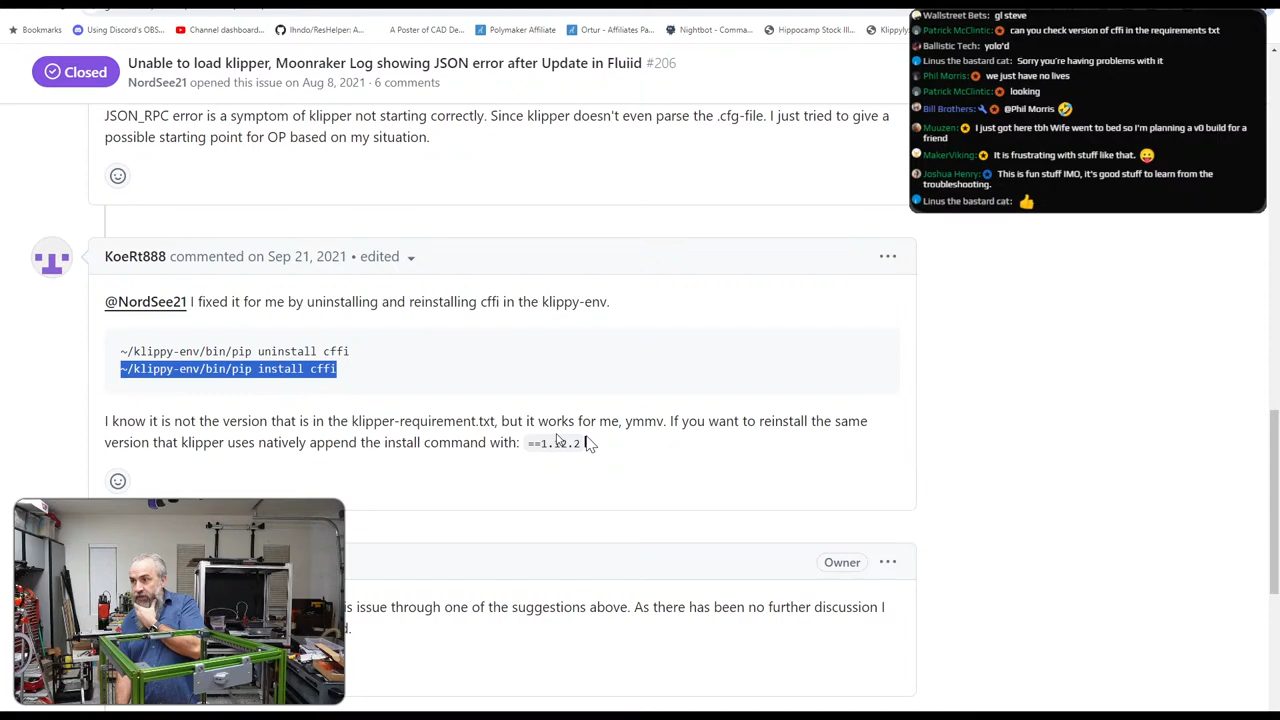 Bookmarks
Using Discord's OBS...
Channel dashboard...
lhndo/ResHelper: A...
A Poster of CAD De...
Polymaker Affiliate
Ortur - Affiliates Pa...
Nightbot - Comma...
Hippocamp Stock Ill...
Klippylys
Closed
Unable to load klipper, Moonraker Log showing JSON error after Update in Fluiid #206
NordSee21 opened this issue on Aug 8, 2021 • 6 comments
JSON_RPC error is a symptom of klipper not starting correctly. Since klipper doesn't even parse the .cfg-file. I just tried to give a
possible starting point for OP based on my situation.
KoeRt888 commented on Sep 21, 2021 • edited
@NordSee21 I fixed it for me by uninstalling and reinstalling cffi in the klippy-env.
~/klippy-env/bin/pip uninstall cffi
~/klippy-env/bin/pip install cffi
I know it is not the version that is in the klipper-requirement.txt, but it works for me, ymmv. If you want to reinstall the same
version that klipper uses natively append the install command with: ==1.12.2
Owner
is issue through one of the suggestions above. As there has been no further discussion I
d.
Wallstreet Bets: gl steve
Patrick McClintic: can you check version of cffi in the requirements txt
Ballistic Tech: yolo'd
Linus the bastard cat: Sorry you're having problems with it
Phil Morris: we just have no lives
Patrick McClintic: looking
Bill Brothers: @Phil Morris
Muuzen: I just got here tbh Wife went to bed so I'm planning a v0 build for a
friend
MakerViking: It is frustrating with stuff like that.
Joshua Henry: This is fun stuff IMO, it's good stuff to learn from the
troubleshooting.
Linus the bastard cat: